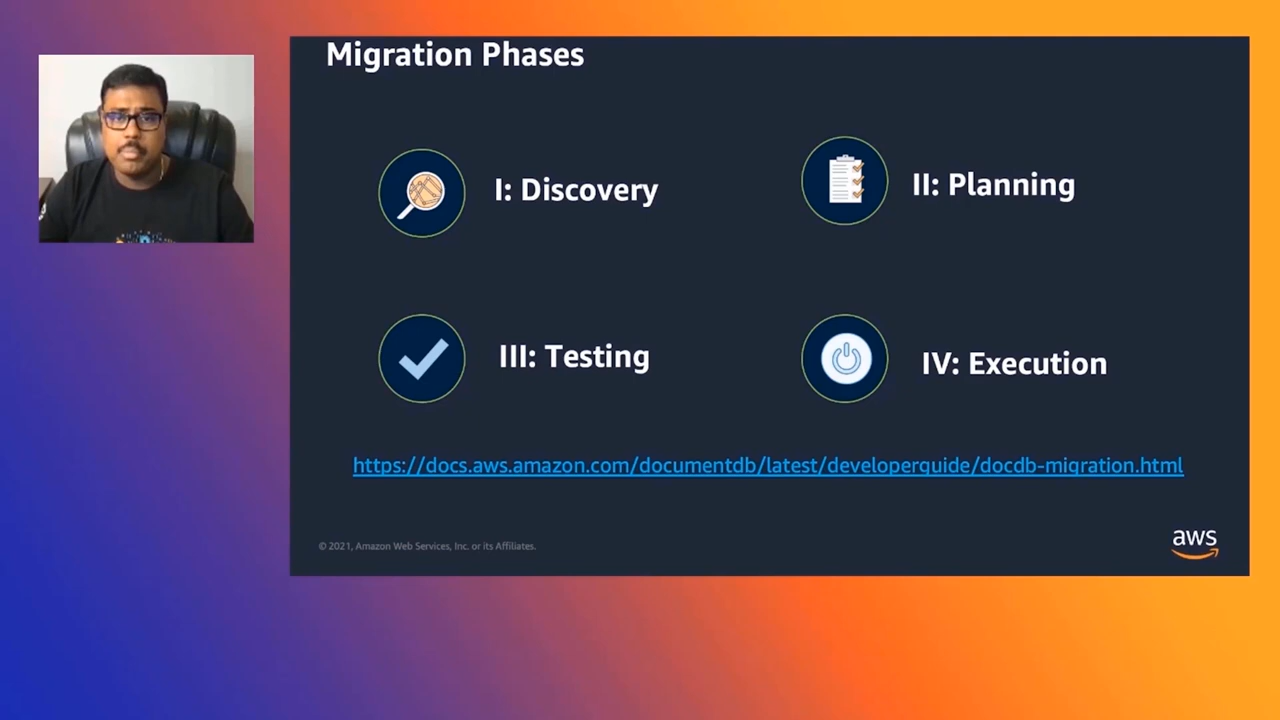 Migration Phases
I: Discovery
II: Planning
III: Testing
IV: Execution
https://docs.aws.amazon.com/documentdb/latest/developerguide/docdb-migration.html
© 2021, Amazon Web Services, Inc. or its Affiliates.
aws